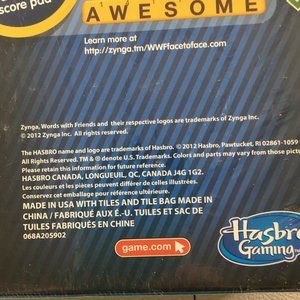 score pad
AWESOME
Learn more at
http://zynga.tm/WWFfacetoface.com
Zynga, Words with Friends and their respective logos are trademarks of Zynga Inc.
© 2012 Zynga Inc. All rights reserved.
The HASBRO name and logo are trademarks of Hasbro. © 2012 Hasbro, Pawtucket, RI 02861-1059
All Rights Reserved. TM & ® denote U.S. Trademarks. Colors and parts may vary from those pic
Please retain this information for future reference.
HASBRO CANADA, LONGUEUIL, QC, CANADA J4G 1G2.
Les couleurs et les pièces peuvent différer de celles illustrées.
Conservez cet emballage pour référence ultérieure.
MADE IN USA WITH TILES AND TILE BAG MADE IN
CHINA / FABRIQUÉ AUX É.-U. TUILES ET SAC DE
TUILES FABRIQUÉS EN CHINE
068A205902
game.com
Hasbro
Gaming